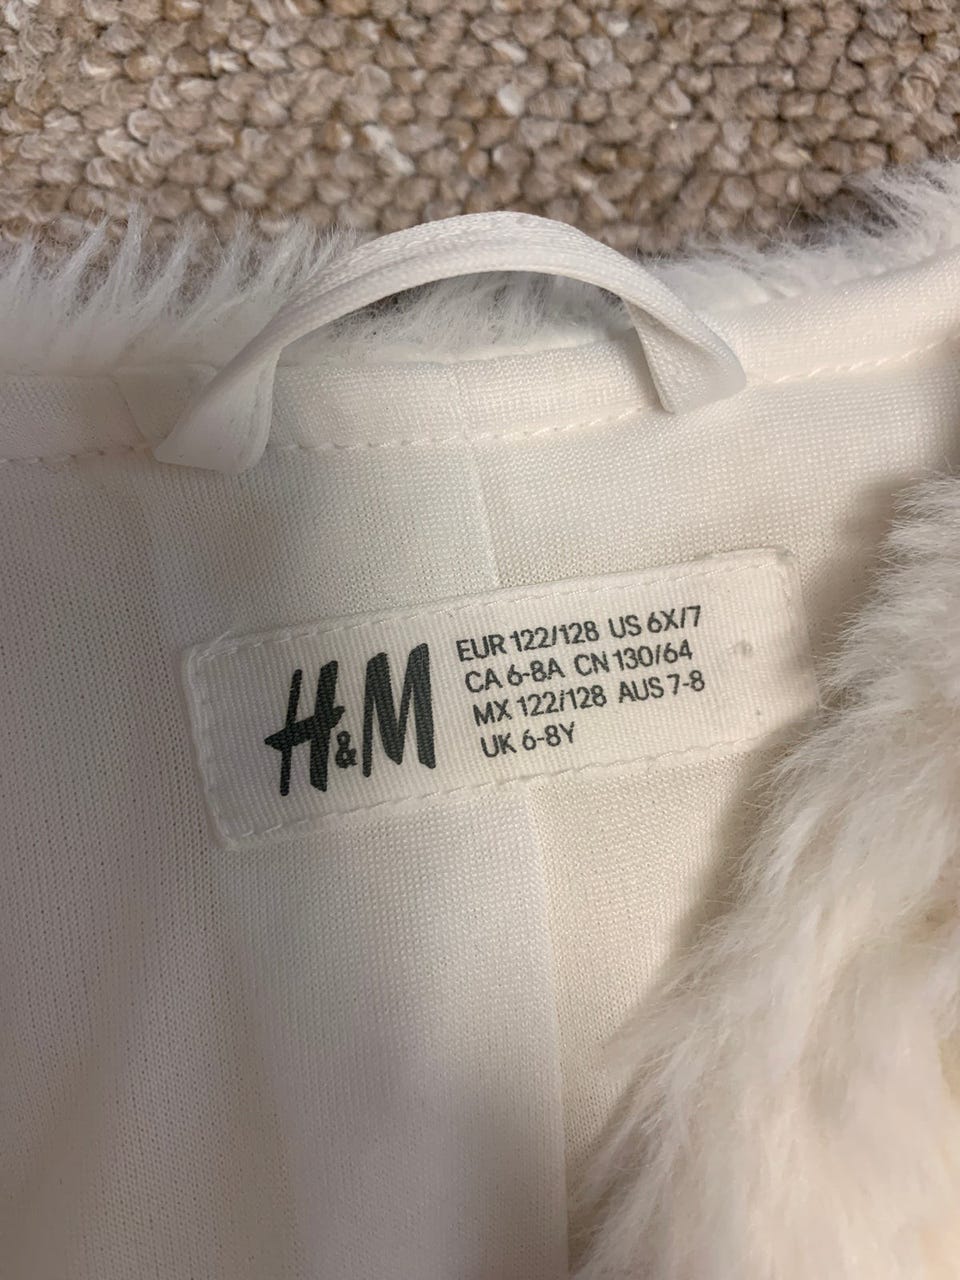 H&M
EUR 122/128 US 6X/7
CA 6-8A CN 130/64
MX 122/128 AUS 7-8
UK 6-8Y